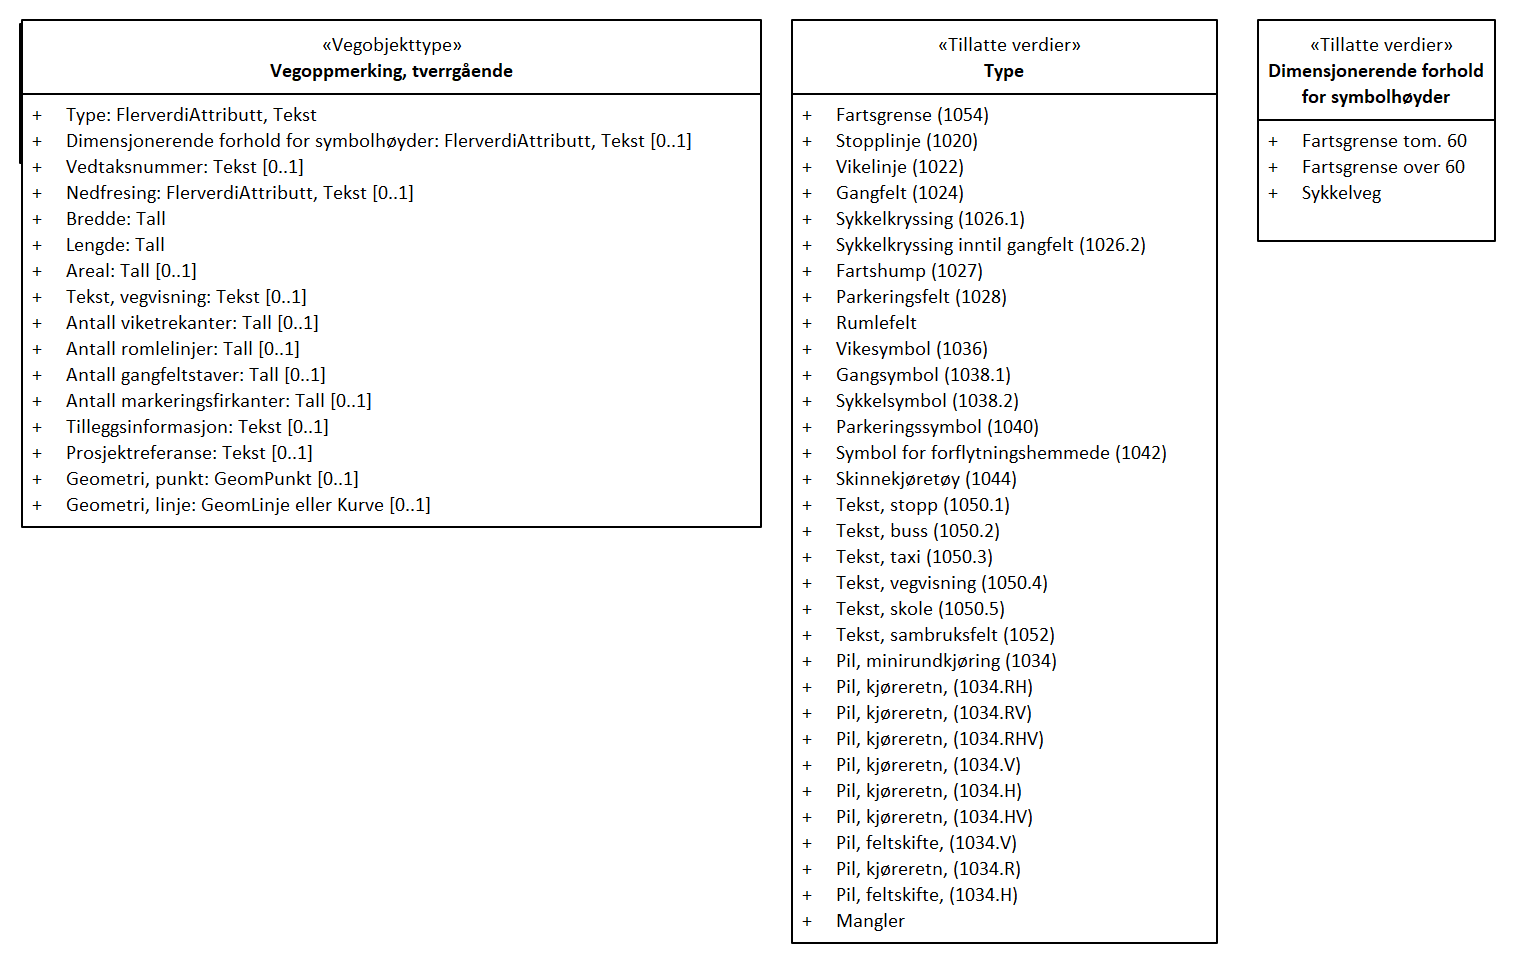 «Vegobjekttype»
Vegoppmerking, tverrgående
+ Type: FlerverdiAttributt, Tekst
+ Dimensjonerende forhold for symbolhøyder: FlerverdiAttributt, Tekst [0..1]
+ Vedtaksnummer: Tekst [0..1]
+ Nedfresing: FlerverdiAttributt, Tekst [0..1]
+ Bredde: Tall
+ Lengde: Tall
+ Areal: Tall [0..1]
+ Tekst, vegvisning: Tekst [0..1]
+ Antall viketrekanter: Tall [0..1]
+ Antall romlelinjer: Tall [0..1]
+ Antall gangfeltstaver: Tall [0..1]
+ Antall markeringsfirkanter: Tall [0..1]
+ Tilleggsinformasjon: Tekst [0..1]
+ Prosjektreferanse: Tekst [0..1]
+ Geometri, punkt: GeomPunkt [0..1]
+ Geometri, linje: GeomLinje eller Kurve [0..1]
«Tillatte verdier»
Type
+ Fartsgrense (1054)
+ Stopplinje (1020)
+ Vikelinje (1022)
+ Gangfelt (1024)
+ Sykkelkryssing (1026.1)
+ Sykkelkryssing inntil gangfelt (1026.2)
+ Fartshump (1027)
+ Parkeringsfelt (1028)
+ Rumlefelt
+ Vikesymbol (1036)
+ Gangsymbol (1038.1)
+ Sykkelsymbol (1038.2)
+ Parkeringssymbol (1040)
+ Symbol for forflytningshemmede (1042)
+ Skinnekjøretøy (1044)
+ Tekst, stopp (1050.1)
+ Tekst, buss (1050.2)
+ Tekst, taxi (1050.3)
+ Tekst, vegvisning (1050.4)
+ Tekst, skole (1050.5)
+ Tekst, sambruksfelt (1052)
+ Pil, minirundkjøring (1034)
+ Pil, kjøreretn, (1034.RH)
+ Pil, kjøreretn, (1034.RV)
+ Pil, kjøreretn, (1034.RHV)
+ Pil, kjøreretn, (1034.V)
+ Pil, kjøreretn, (1034.H)
+ Pil, kjøreretn, (1034.HV)
+ Pil, feltskifte, (1034.V)
+ Pil, kjøreretn, (1034.R)
+ Pil, feltskifte, (1034.H)
+ Mangler
«Tillatte verdier»
Dimensjonerende forhold
for symbolhøyder
+ Fartsgrense tom. 60
+ Fartsgrense over 60
+ Sykkelveg